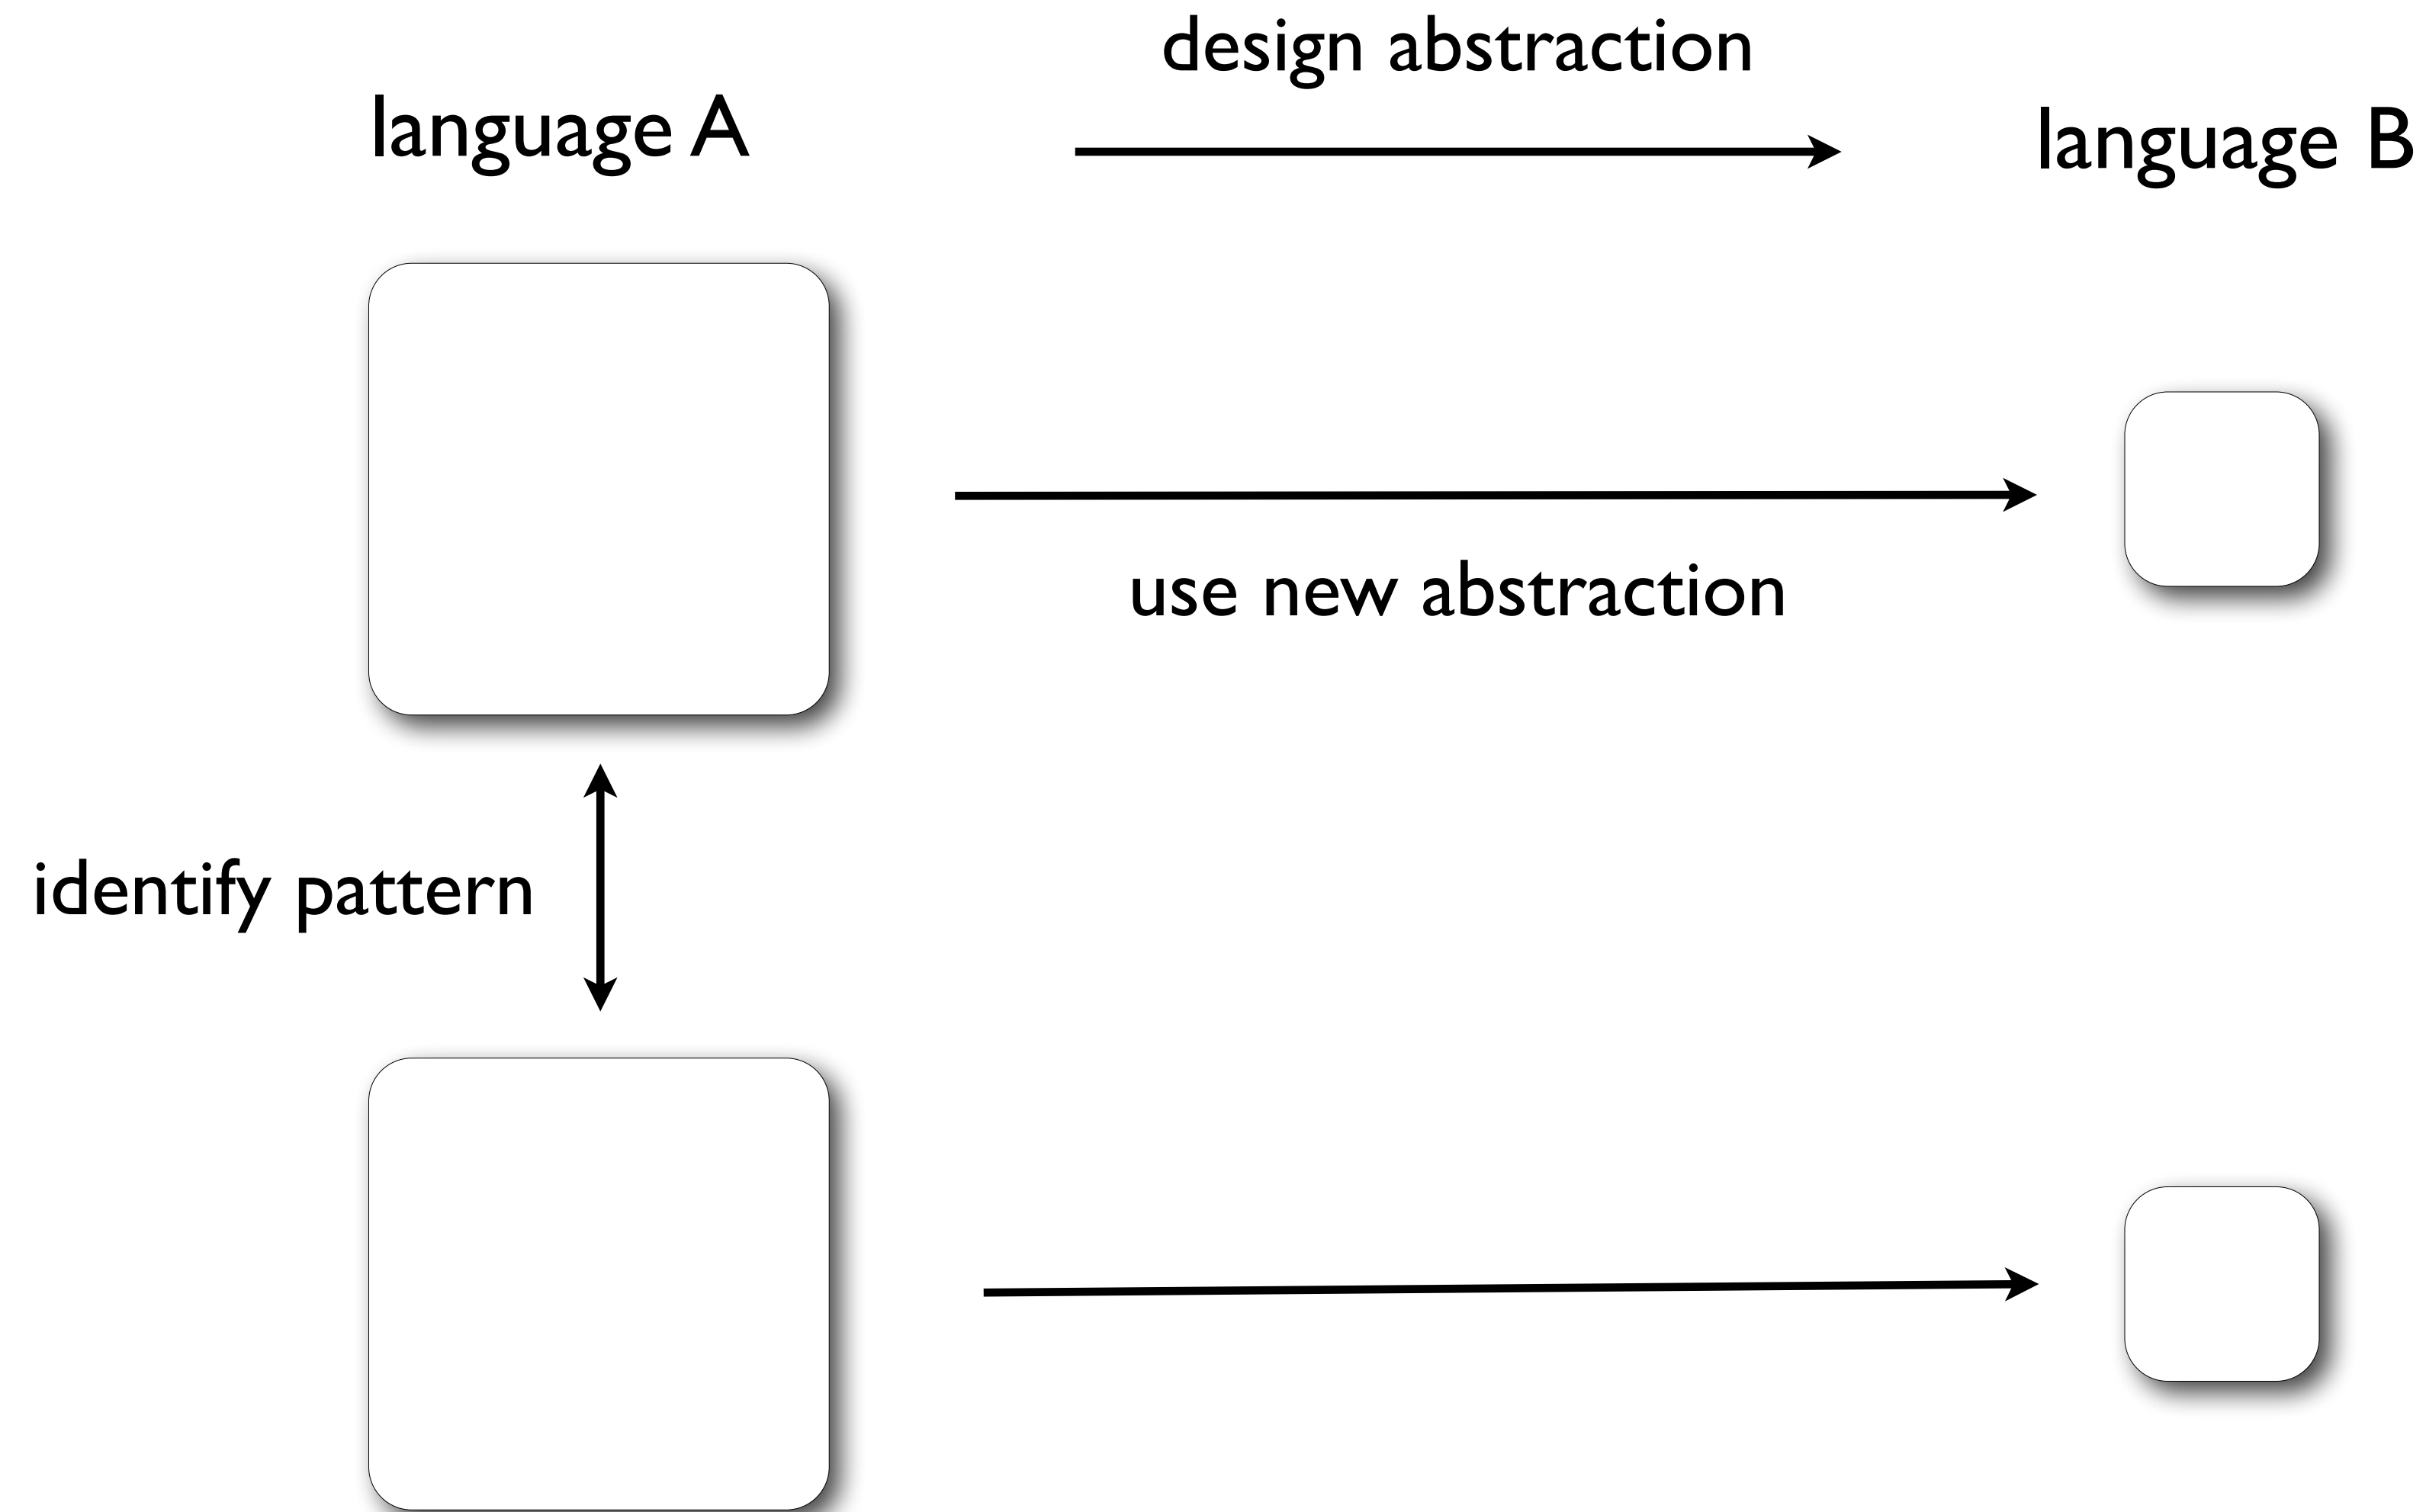 design abstraction
language A
language B
use new abstraction
identify pattern